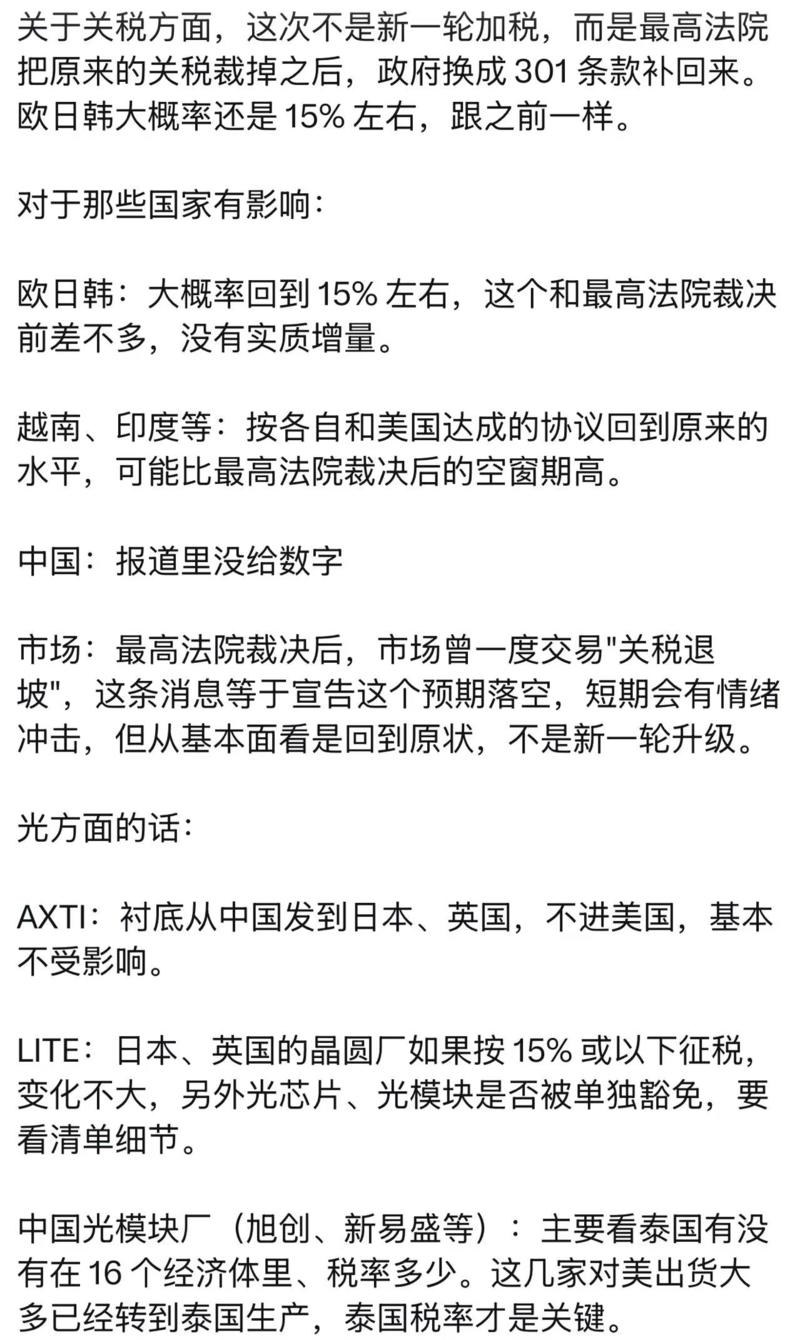 关于关税方面，这次不是新一轮加税，而是最高法院
把原来的关税裁掉之后，政府换成 301 条款补回来。
欧日韩大概率还是 15% 左右，跟之前一样。
对于那些国家有影响：
欧日韩：大概率回到 15% 左右，这个和最高法院裁决
前差不多，没有实质增量。
越南、印度等：按各自和美国达成的协议回到原来的
水平，可能比最高法院裁决后的空窗期高。
中国：报道里没给数字
市场：最高法院裁决后，市场曾一度交易"关税退
坡"，这条消息等于宣告这个预期落空，短期会有情绪
冲击，但从基本面看是回到原状，不是新一轮升级。
光方面的话：
AXTI：衬底从中国发到日本、英国，不进美国，基本
不受影响。
LITE：日本、英国的晶圆厂如果按 15% 或以下征税，
变化不大，另外光芯片、光模块是否被单独豁免，要
看清单细节。
中国光模块厂（旭创、新易盛等）：主要看泰国有没
有在 16 个经济体里、税率多少。这几家对美出货大
多已经转到泰国生产，泰国税率才是关键。